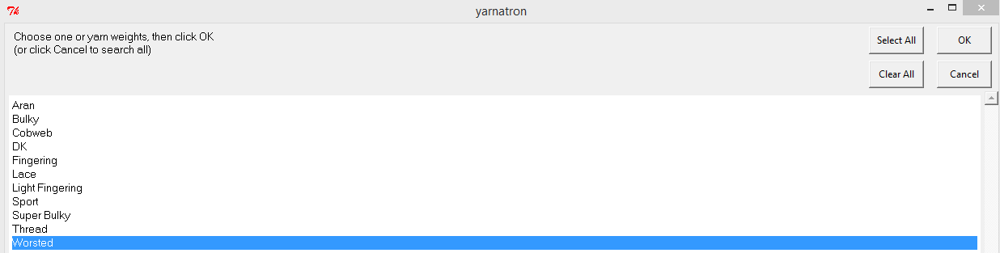 yarnatron
Choose one or yarn weights, then click OK
(or click Cancel to search all)
Select All
OK
Clear All
Cancel
Aran
Bulky
Cobweb
DK
Fingering
Lace
Light Fingering
Sport
Super Bulky
Thread
Worsted